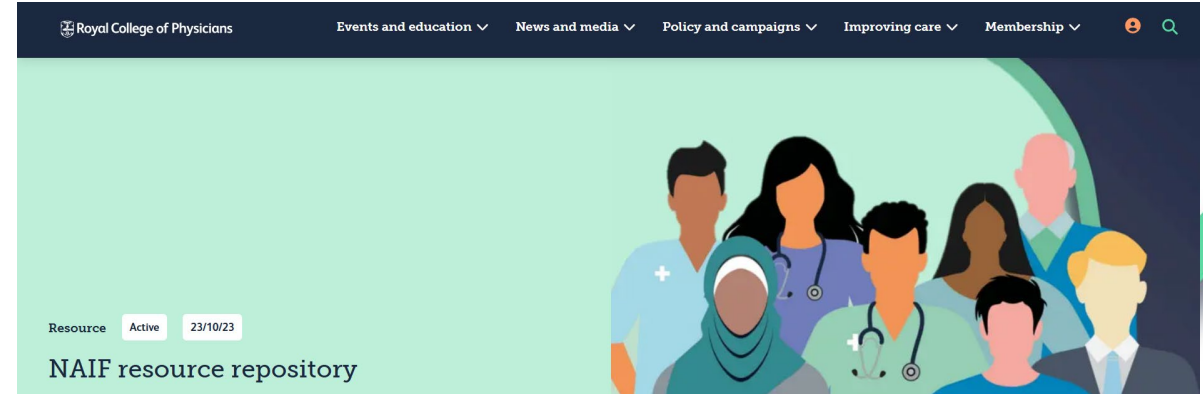 Royal College of Physicians Events and education News and media Policy and campaigns Improving care Membership
Resource Active 23/10/23
NAIF resource repository